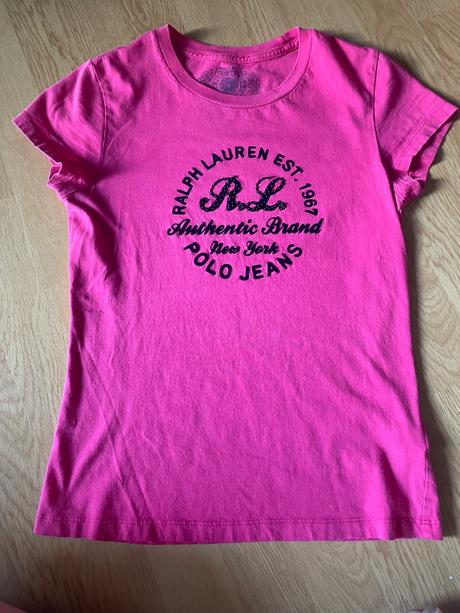 RALPH LAUREN EST. 1967
R.L.
Authentic Brand
New York
POLO JEANS